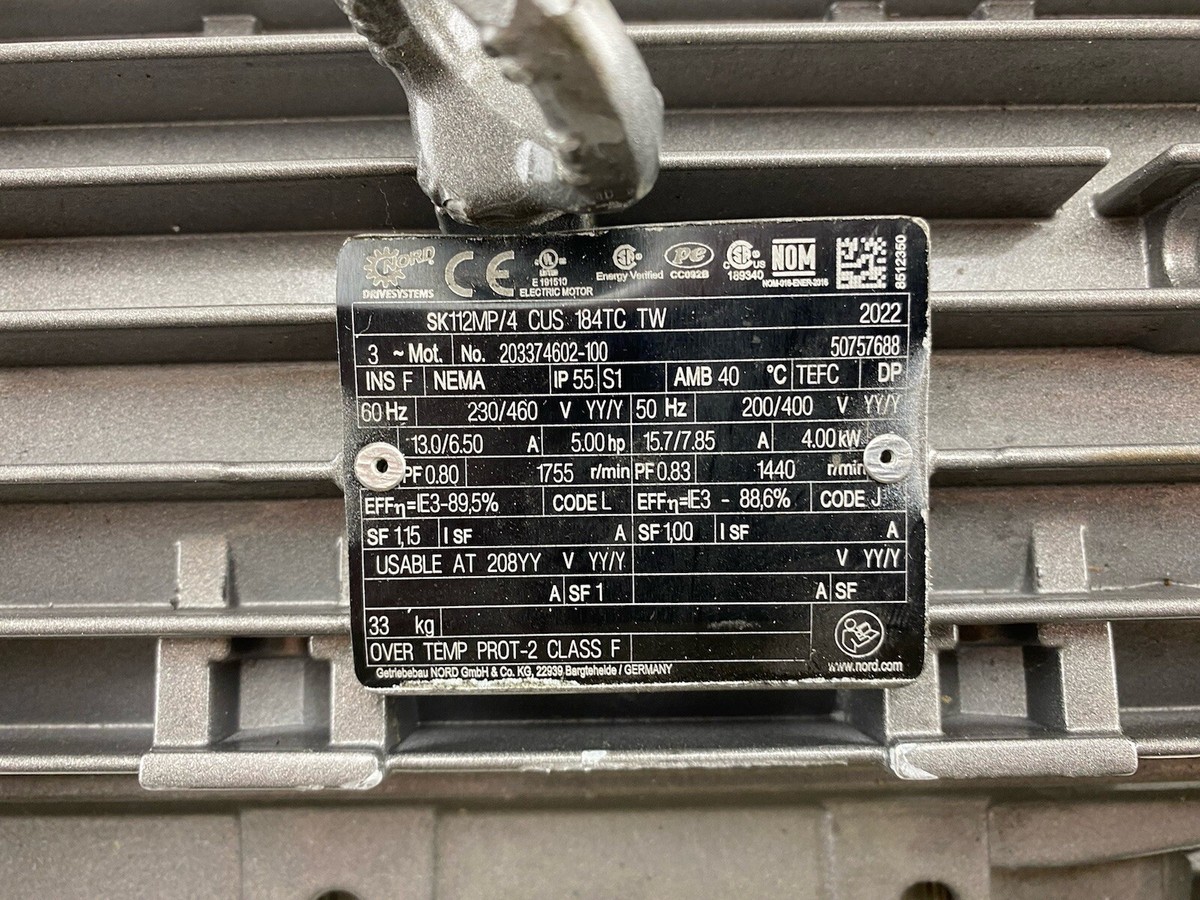 NORD
DRIVESYSTEMS
CE
UL
LISTED
E 191510
ELECTRIC MOTOR
Energy Verified
CC092B
189340
C US
NOM
NOM-016-ENER-2016
8512350
SK112MP/4 CUS 184TC TW 2022
3 ~ Mot. No. 203374602-100 50757688
INS F NEMA IP 55 S1 AMB 40 °C TEFC DP
60 Hz 230/460 V YY/Y 50 Hz 200/400 V YY/Y
13.0/6.50 A 5.00 hp 15.7/7.85 A 4.00 kW
PF 0.80 1755 r/min PF 0.83 1440 r/min
EFFη=IE3-89,5% CODE L EFFη=IE3 - 88,6% CODE J
SF 1,15 I SF A SF 1,00 I SF A
USABLE AT 208YY V YY/Y V YY/Y
A SF 1 A SF
33 kg
OVER TEMP PROT-2 CLASS F
Getriebebau NORD GmbH & Co. KG, 22939 Bargteheide / GERMANY www.nord.com